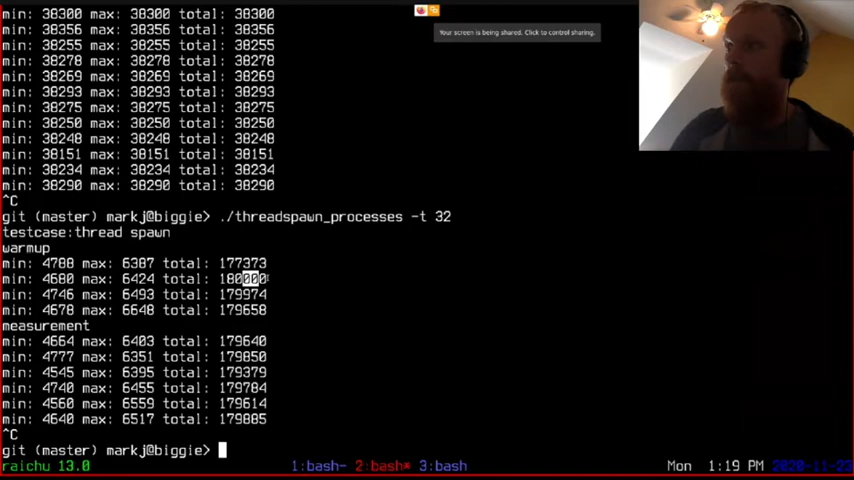 min: 38300 max: 38300 total: 38300
min: 38356 max: 38356 total: 38356
min: 38255 max: 38255 total: 38255
min: 38278 max: 38278 total: 38278
min: 38269 max: 38269 total: 38269
min: 38293 max: 38293 total: 38293
min: 38275 max: 38275 total: 38275
min: 38250 max: 38250 total: 38250
min: 38248 max: 38248 total: 38248
min: 38151 max: 38151 total: 38151
min: 38234 max: 38234 total: 38234
min: 38290 max: 38290 total: 38290
^C
git (master) markj@biggie> ./threadspawn_processes -t 32
testcase:thread spawn
warmup
min: 4788 max: 6387 total: 177373
min: 4680 max: 6424 total: 180000
min: 4746 max: 6493 total: 179974
min: 4678 max: 6648 total: 179658
measurement
min: 4664 max: 6403 total: 179640
min: 4777 max: 6351 total: 179850
min: 4545 max: 6395 total: 179379
min: 4740 max: 6455 total: 179784
min: 4560 max: 6559 total: 179614
min: 4640 max: 6517 total: 179885
^C
git (master) markj@biggie>
raichu 13.0 1:bash- 2:bash* 3:bash Mon 1:19 PM 2020-11-23
Your screen is being shared. Click to control sharing.